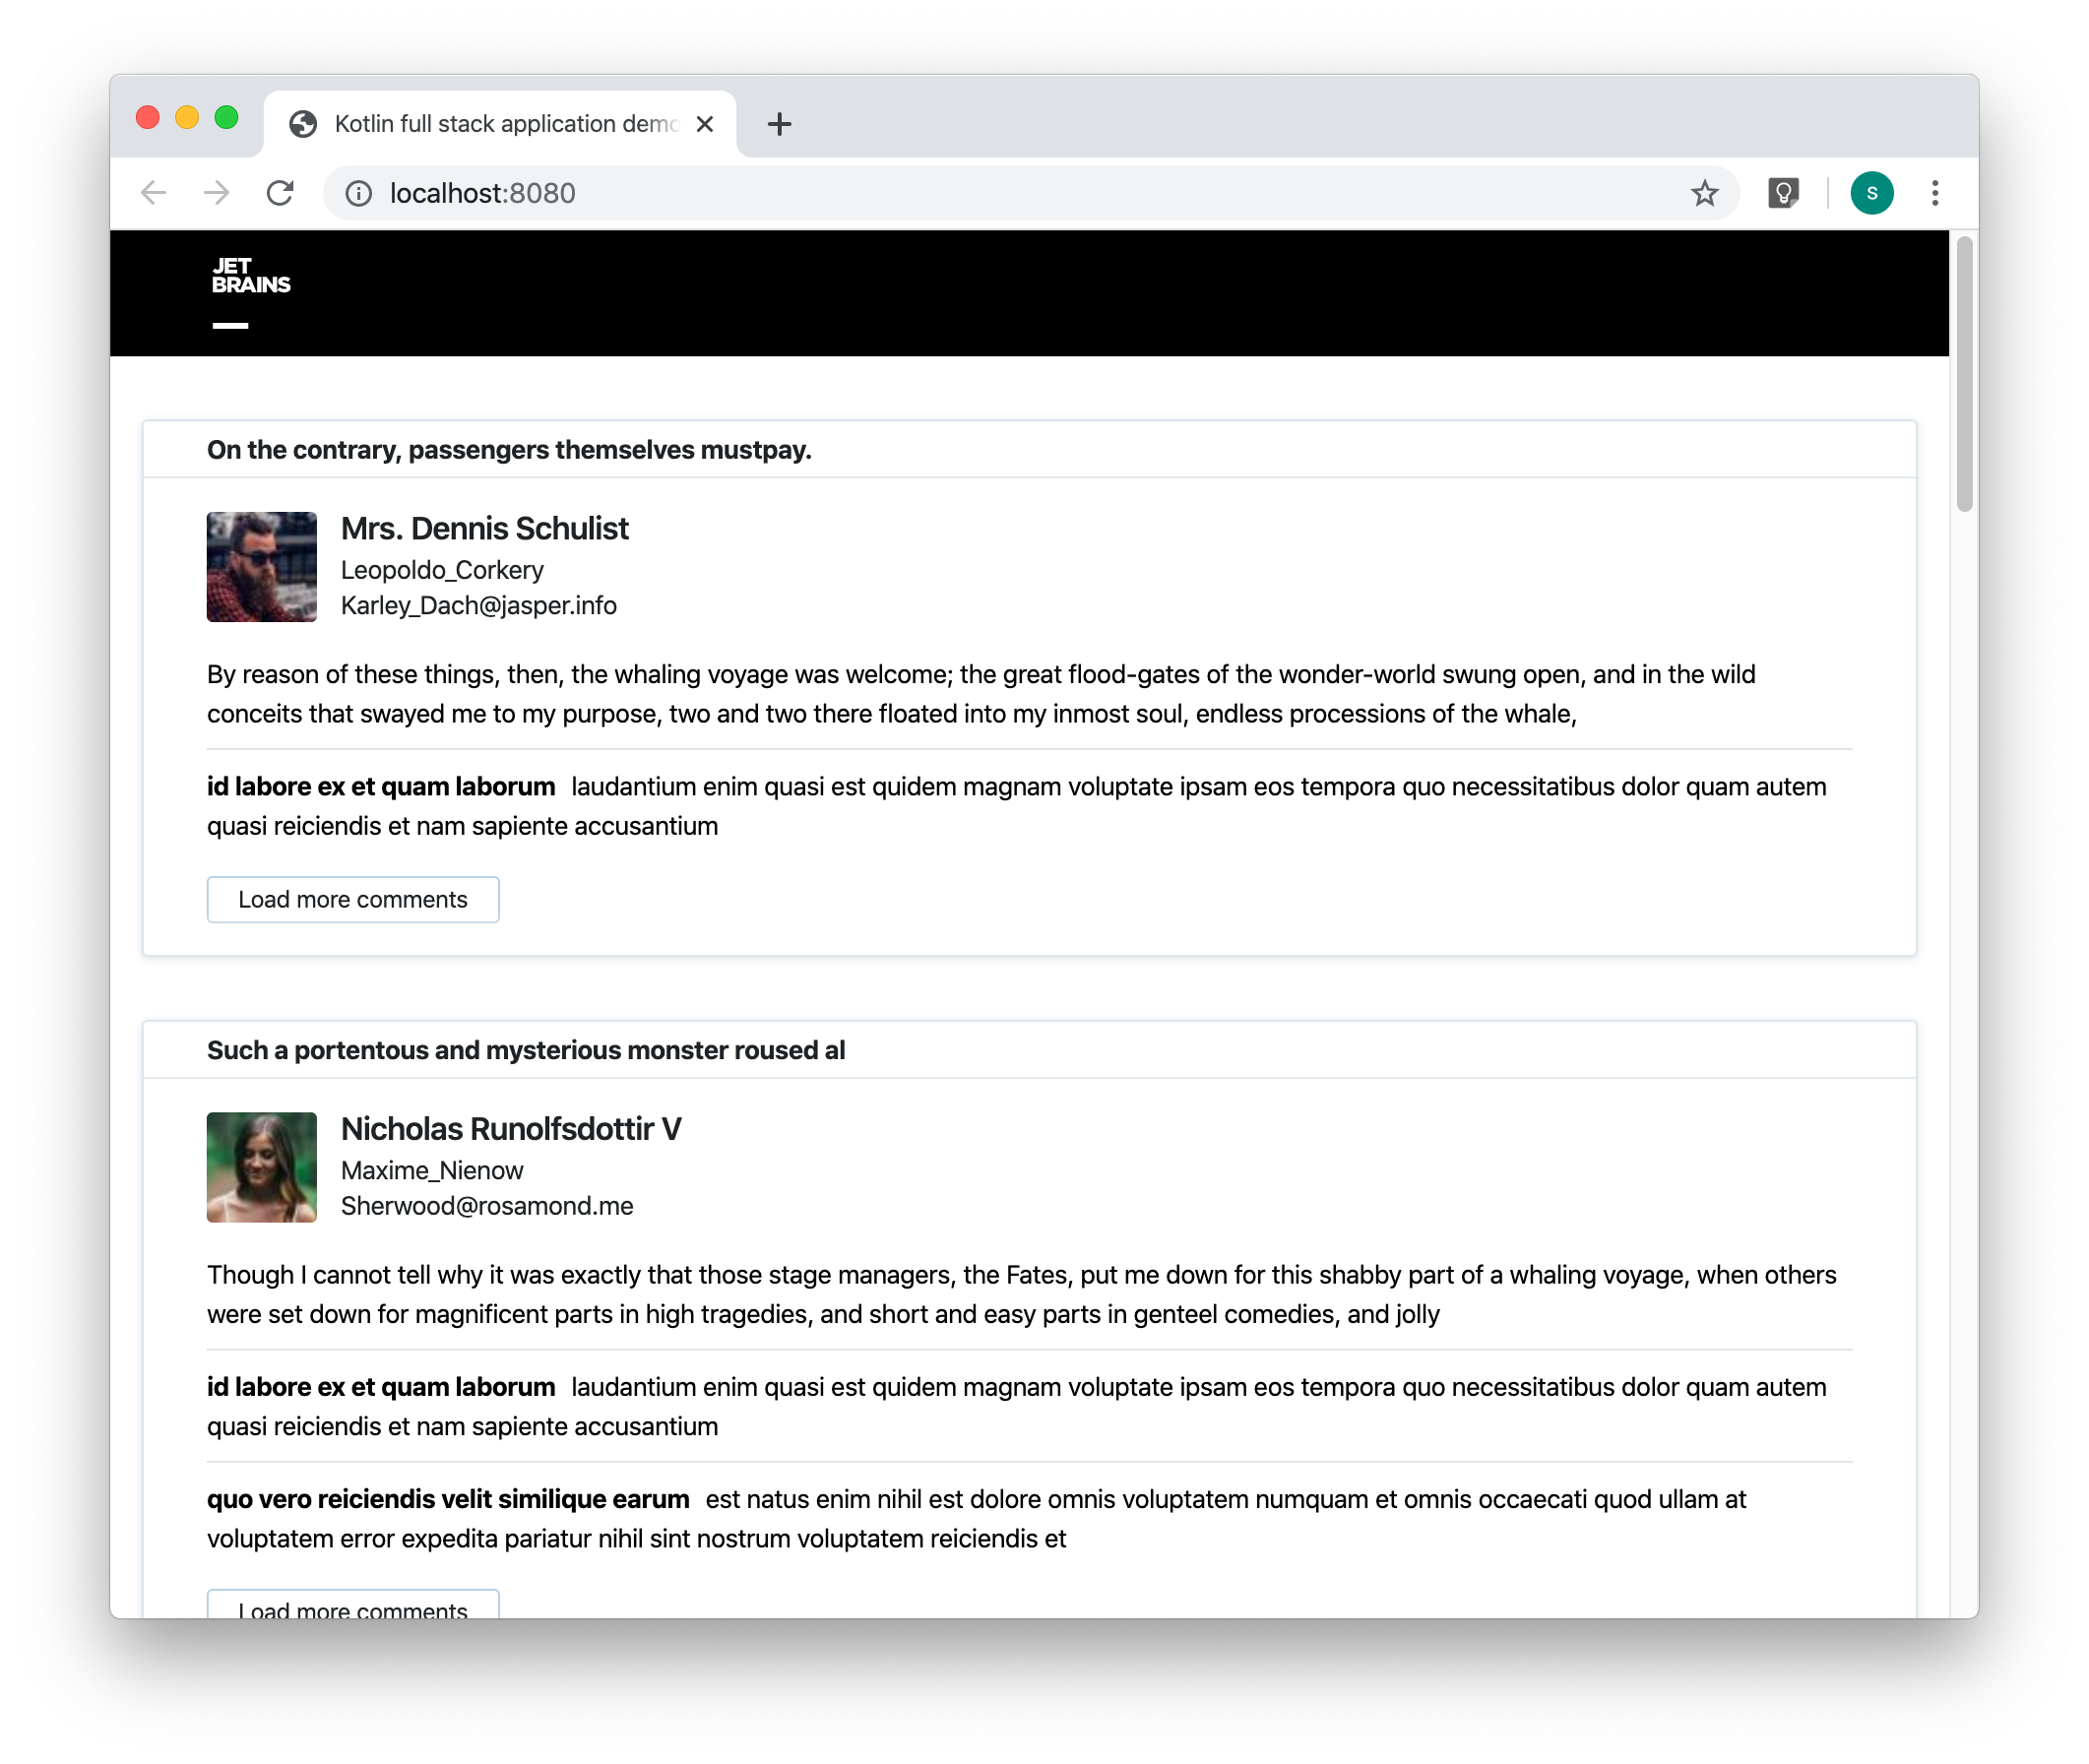 Kotlin full stack application demo
localhost:8080
S
JET
BRAINS
On the contrary, passengers themselves mustpay.
Mrs. Dennis Schulist
Leopoldo_Corkery
Karley_Dach@jasper.info
By reason of these things, then, the whaling voyage was welcome; the great flood-gates of the wonder-world swung open, and in the wild
conceits that swayed me to my purpose, two and two there floated into my inmost soul, endless processions of the whale,
id labore ex et quam laborum laudantium enim quasi est quidem magnam voluptate ipsam eos tempora quo necessitatibus dolor quam autem
quasi reiciendis et nam sapiente accusantium
Load more comments
Such a portentous and mysterious monster roused al
Nicholas Runolfsdottir V
Maxime_Nienow
Sherwood@rosamond.me
Though I cannot tell why it was exactly that those stage managers, the Fates, put me down for this shabby part of a whaling voyage, when others
were set down for magnificent parts in high tragedies, and short and easy parts in genteel comedies, and jolly
id labore ex et quam laborum laudantium enim quasi est quidem magnam voluptate ipsam eos tempora quo necessitatibus dolor quam autem
quasi reiciendis et nam sapiente accusantium
quo vero reiciendis velit similique earum est natus enim nihil est dolore omnis voluptatem numquam et omnis occaecati quod ullam at
voluptatem error expedita pariatur nihil sint nostrum voluptatem reiciendis et
Load more comments